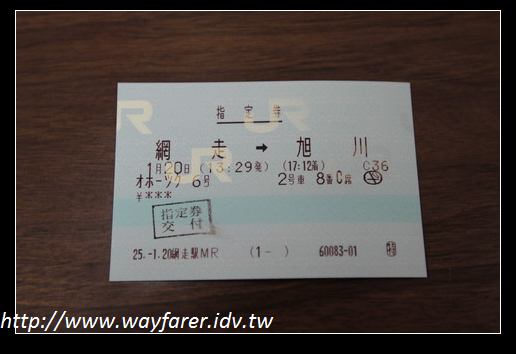 指定券
網走 → 旭川
1月20日 (13:29発) (17:12着) C36
オホーツク 6号 2号車 8番C席
¥***
指定券
交付
25.-1.20網走駅MR (1- ) 60083-01
http://www.wayfarer.idv.tw